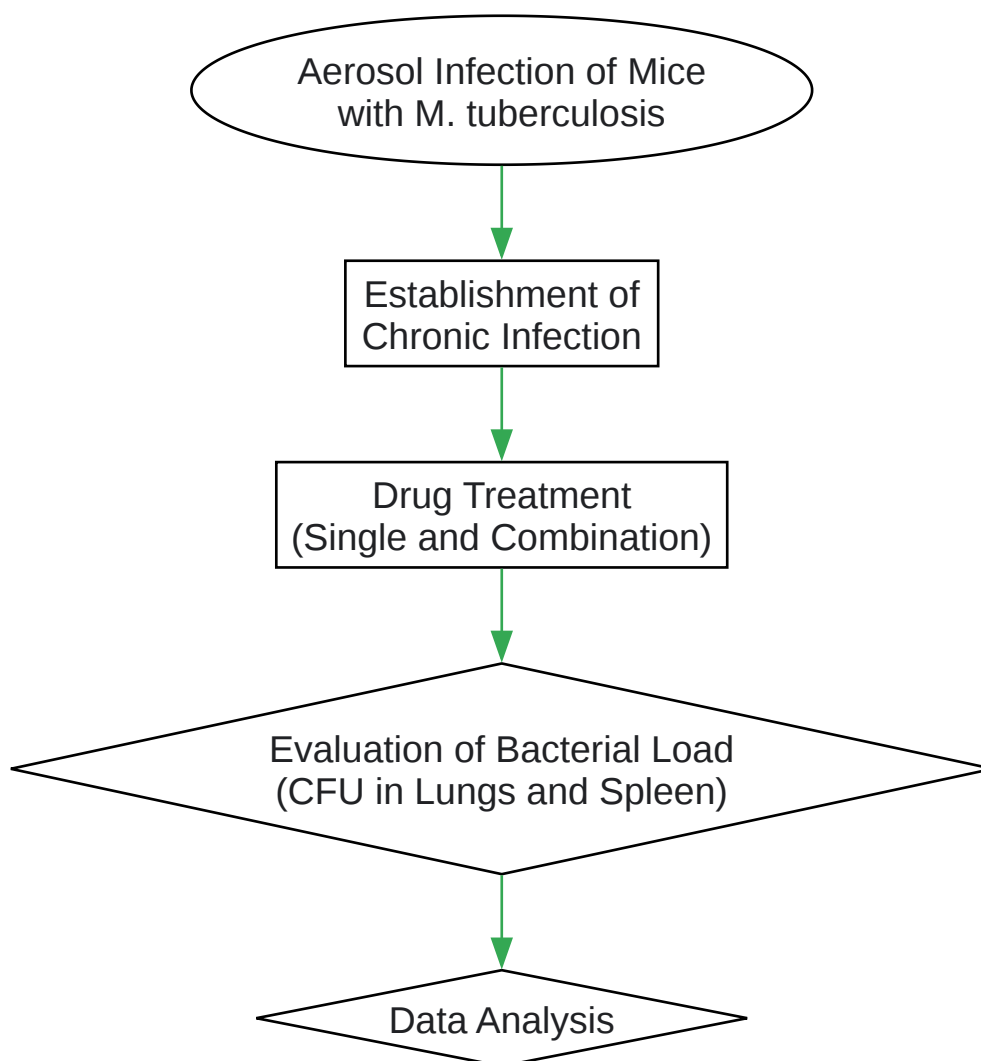 Aerosol Infection of Mice
with M. tuberculosis
Establishment of
Chronic Infection
Drug Treatment
(Single and Combination)
Evaluation of Bacterial Load
(CFU in Lungs and Spleen)
Data Analysis